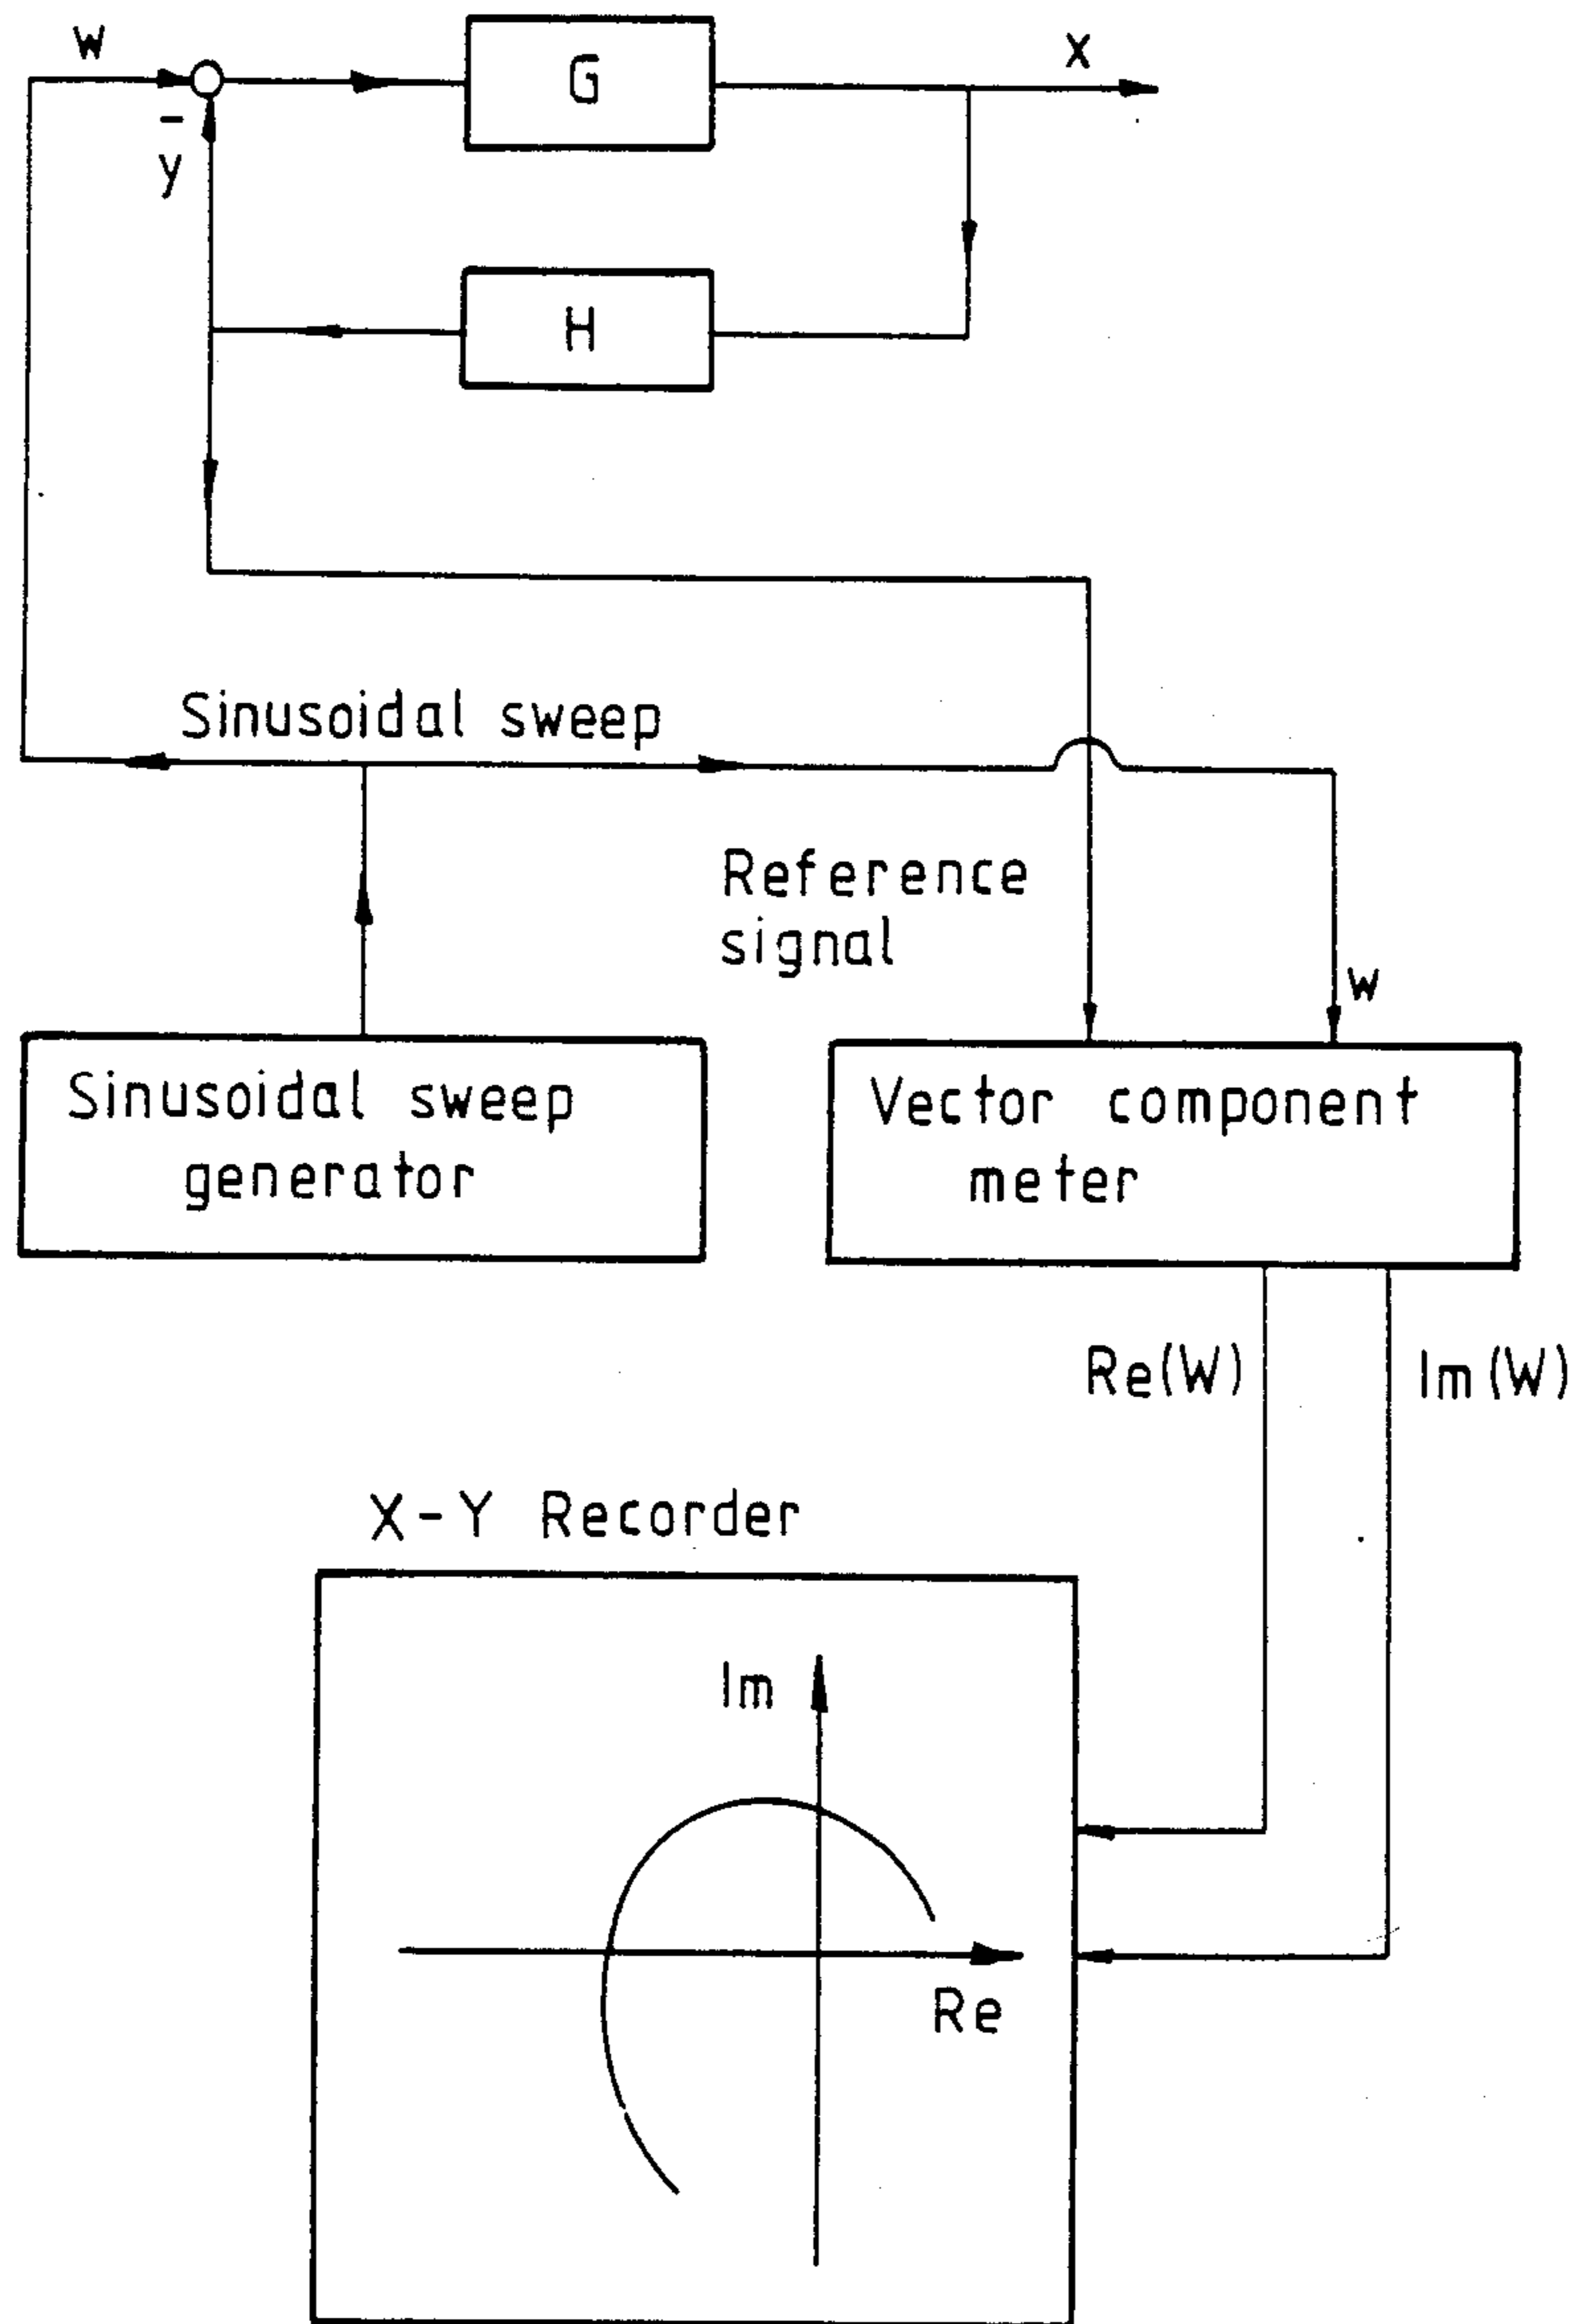 w
G
x
-
y
H
Sinusoidal sweep
Reference
signal
w
Sinusoidal sweep
generator
Vector component
meter
Re(W)
Im(W)
X-Y Recorder
Im
Re